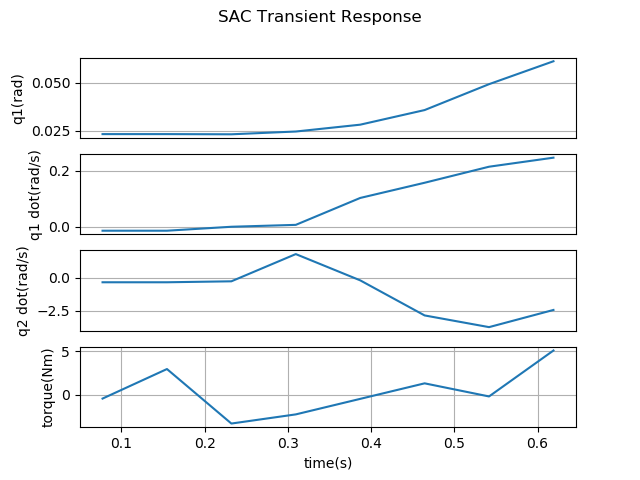 SAC Transient Response
q1(rad)
0.050
0.025
q1 dot(rad/s)
0.2
0.0
q2 dot(rad/s)
0.0
−2.5
torque(Nm)
5
0
0.1 0.2 0.3 0.4 0.5 0.6
time(s)